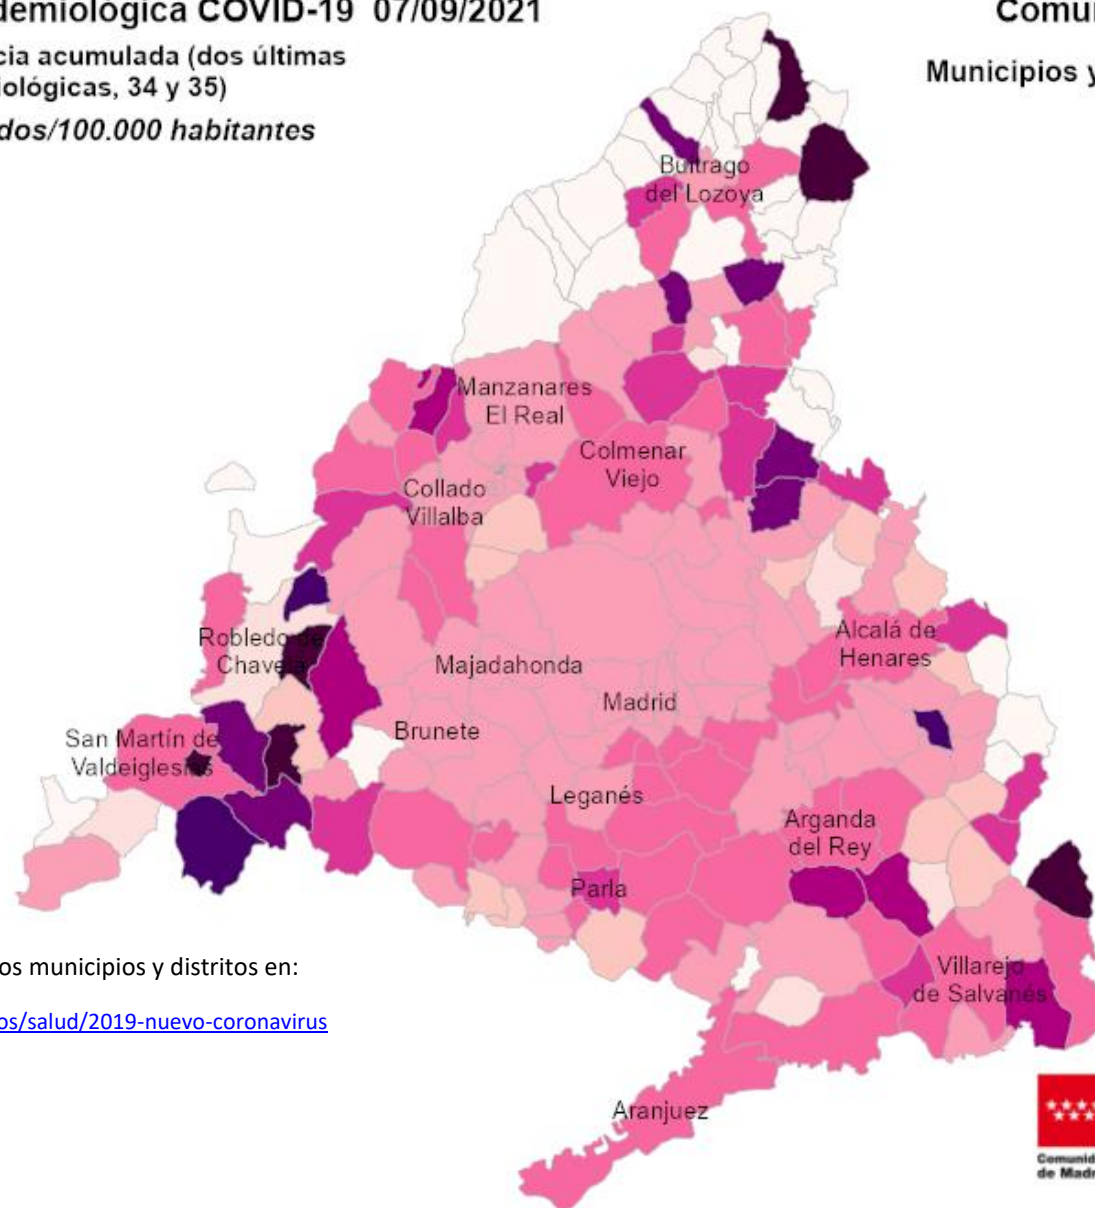 demiológica COVID-19 07/09/2021
Comu
cia acumulada (dos últimas
iológicas, 34 y 35)
Municipios y
dos/100.000 habitantes
Buitrago
del Lozoya
Manzanares
El Real
Colmenar
Viejo
Collado
Villalba
Robledo de
Chavela
Alcalá de
Henares
Majadahonda
Madrid
San Martín de
Valdeiglesias
Brunete
Leganés
Arganda
del Rey
Parla
os municipios y distritos en:
Villarejo
de Salvanés
os/salud/2019-nuevo-coronavirus
Aranjuez
Comunid
de Madr